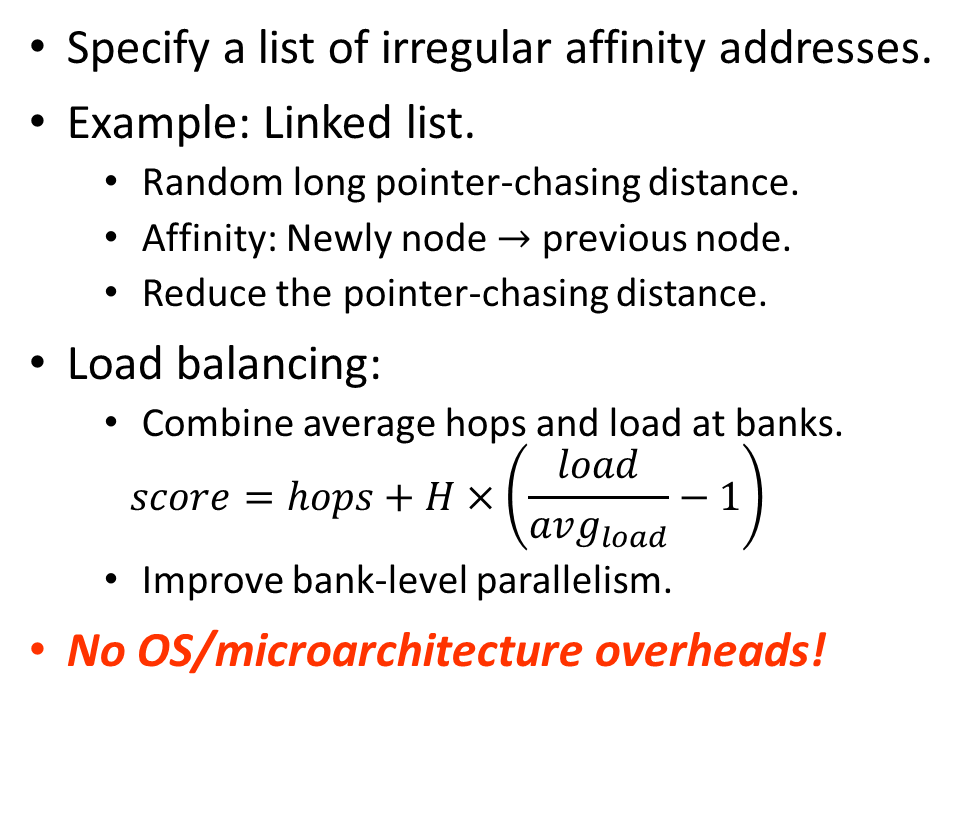 • Specify a list of irregular affinity addresses.
• Example: Linked list.
• Random long pointer-chasing distance.
• Affinity: Newly node → previous node.
• Reduce the pointer-chasing distance.
• Load balancing:
• Combine average hops and load at banks.
score = hops + H × (load / avg_load − 1)
• Improve bank-level parallelism.
• No OS/microarchitecture overheads!